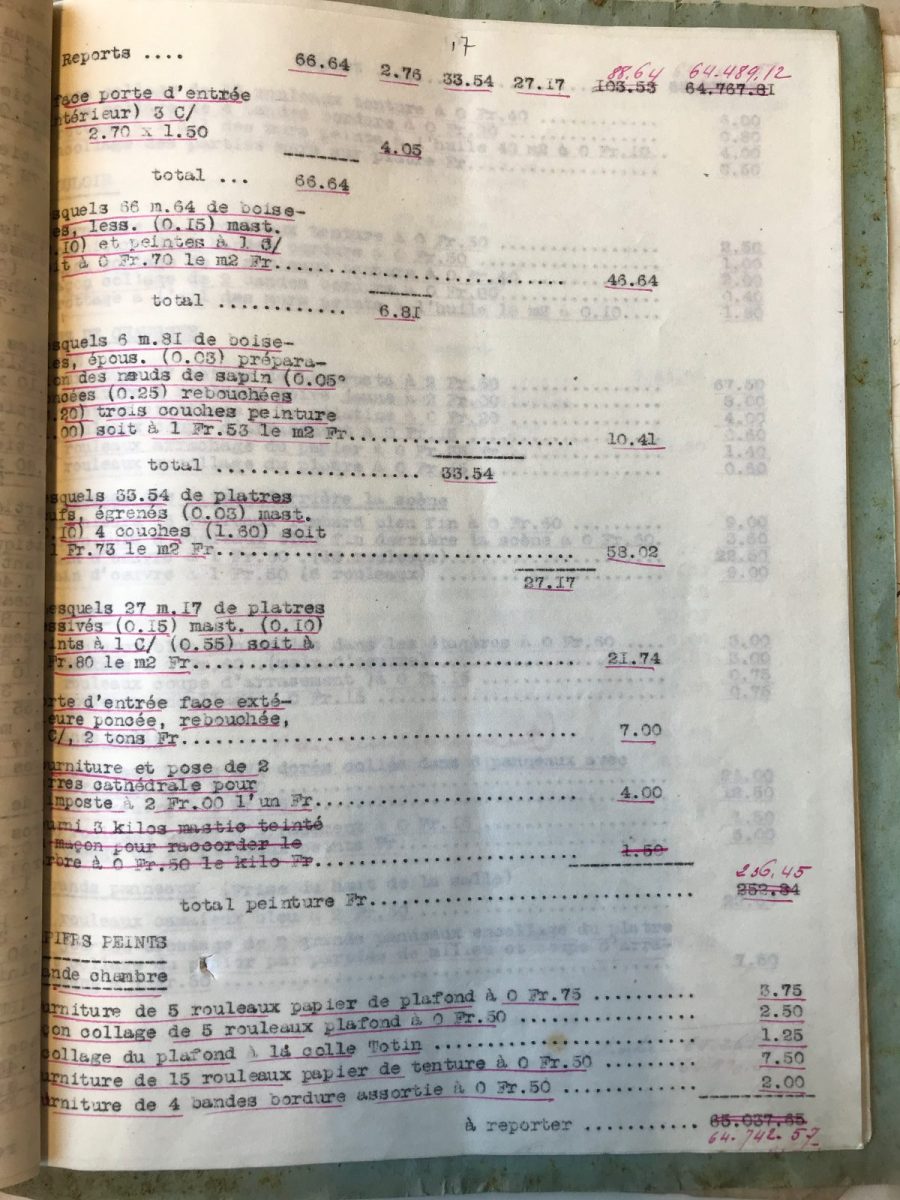 17
88.64 64.489,12
Reports .... 66.64 2.76 33.54 27.17 103.53 64.767.81
face porte d'entrée
ntérieur) 3 C/
2.70 x 1.50 4.05
total ... 66.64
squels 66 m.64 de boise-
es, less. (0.15) mast.
.10) et peintes à 1 C/
it à 0 Fr.70 le m2 Fr. 46.64
total ............ 6.81
esquels 6 m.81 de boise-
es, épous. (0.03) prépara-
on des nœuds de sapin (0.05°
ncées (0.25) rebouchées
.20) trois couches peinture
.00) soit à 1 Fr.53 le m2 Fr. 10.41
total ................. 33.54
squels 33.54 de platres
ufs, égrenés (0.03) mast.
.10) 4 couches (1.60) soit
1 Fr.73 le m2 Fr. 58.02
27.17
esquels 27 m.17 de platres
ssivés (0.15) mast. (0.10)
ints à 1 C/ (0.55) soit à
Fr.80 le m2 Fr. 21.74
rte d'entrée face exté-
eure poncée, rebouchée,
C/, 2 tons Fr. 7.00
urniture et pose de 2
rres cathédrale pour
imposte à 2 Fr.00 l'un Fr. 4.00
urni 3 kilos mastic teinté
maçon pour raccorder le
rbre à 0 Fr.50 le kilo Fr. 1.50
236,45
total peinture Fr. 252.84
PIERS PEINTS
ande chambre
urniture de 5 rouleaux papier de plafond à 0 Fr.75 .......... 3.75
on collage de 5 rouleaux plafond à 0 Fr.50 2.50
collage du plafond à la colle Totin 1.25
urniture de 15 rouleaux papier de tenture à 0 Fr.50 7.50
urniture de 4 bandes bordure assortie à 0 Fr.50 2.00
à reporter ........... 65.037.65
64.742.57